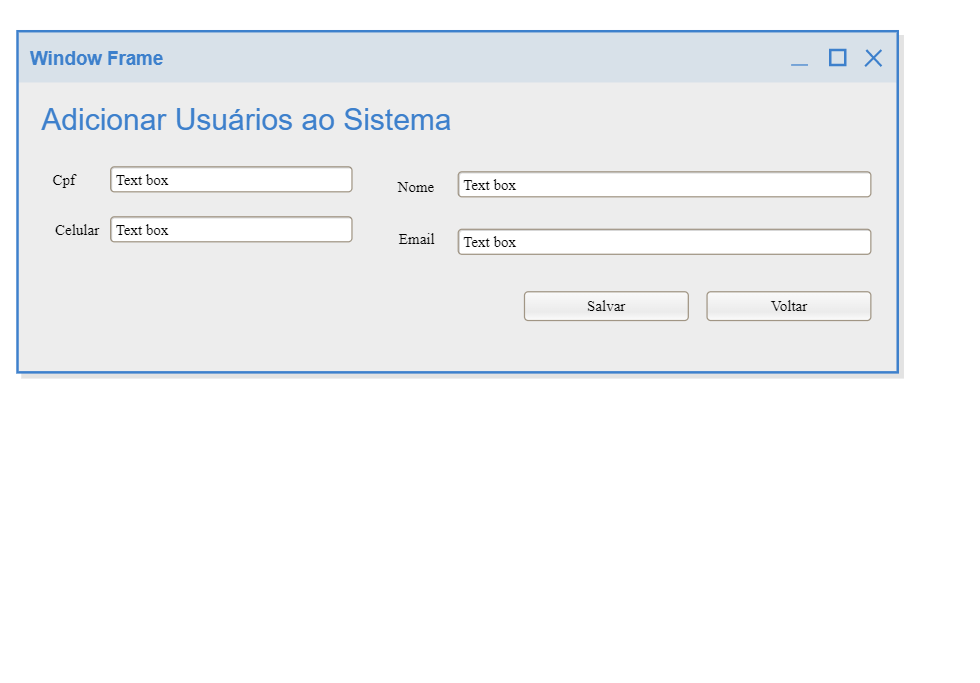 Window Frame
Adicionar Usuários ao Sistema
Cpf Text box
Nome Text box
Celular Text box
Email Text box
Salvar Voltar